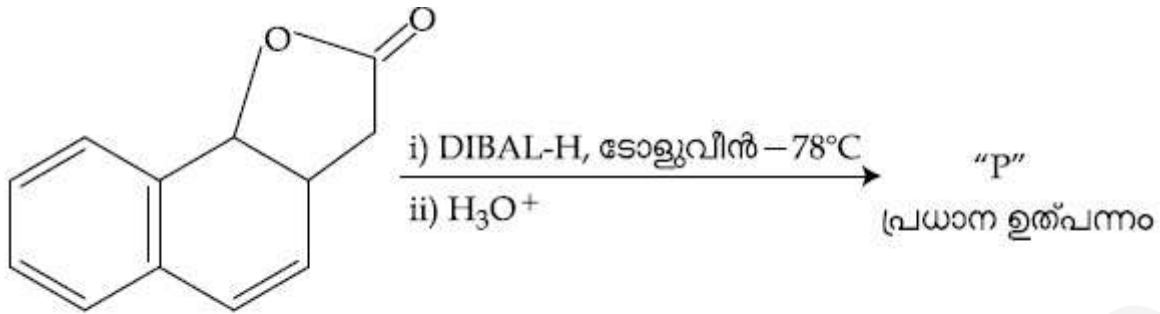 O
O
i) DIBAL-H, ടോളുവീൻ –78°C
ii) H₃O⁺
“P”
പ്രധാന ഉത്പന്നം